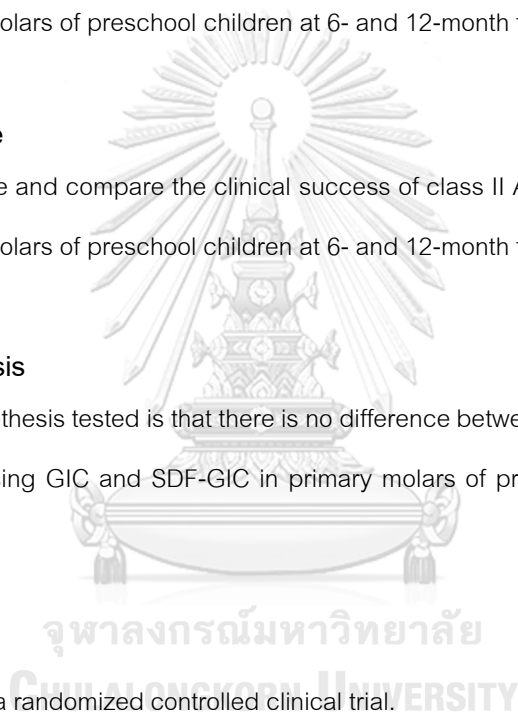 olars of preschool children at 6- and 12-month
e
e and compare the clinical success of class II A
olars of preschool children at 6- and 12-month
sis
thesis tested is that there is no difference betwe
ing GIC and SDF-GIC in primary molars of pr
จุฬาลงกรณ์มหาวิทยาลัย
CHULALONGKORN UNIVERSITY
a randomized controlled clinical trial.